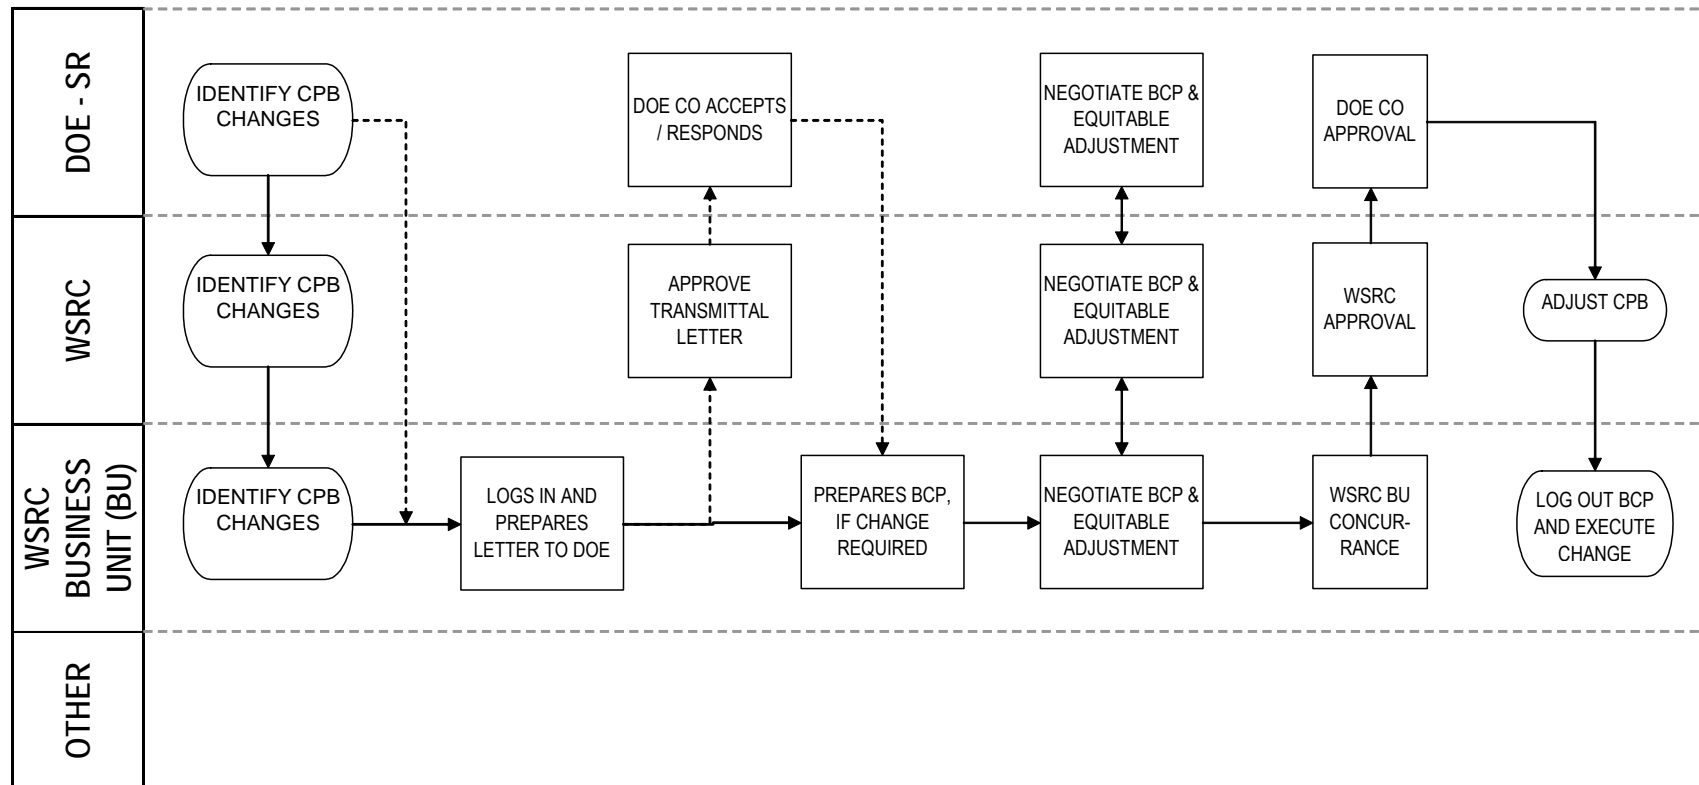 DOE - SR
IDENTIFY CPB
CHANGES
DOE CO ACCEPTS
/ RESPONDS
NEGOTIATE BCP &
EQUITABLE
ADJUSTMENT
DOE CO
APPROVAL
WSRC
IDENTIFY CPB
CHANGES
APPROVE
TRANSMITTAL
LETTER
NEGOTIATE BCP &
EQUITABLE
ADJUSTMENT
WSRC
APPROVAL
ADJUST CPB
WSRC
BUSINESS
UNIT (BU)
IDENTIFY CPB
CHANGES
LOGS IN AND
PREPARES
LETTER TO DOE
PREPARES BCP,
IF CHANGE
REQUIRED
NEGOTIATE BCP &
EQUITABLE
ADJUSTMENT
WSRC BU
CONCUR-
RANCE
LOG OUT BCP
AND EXECUTE
CHANGE
OTHER